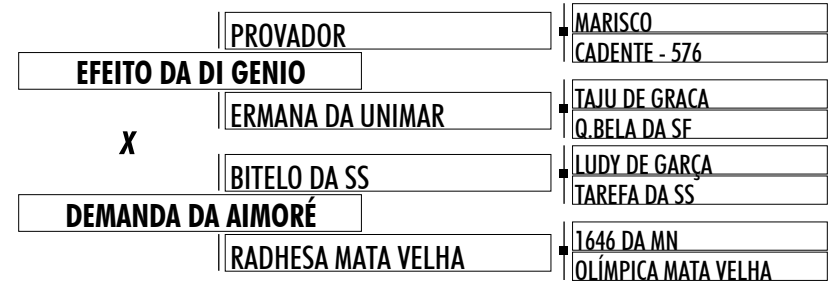 PROVADOR
MARISCO
CADENTE - 576
EFEITO DA DI GENIO
ERMANA DA UNIMAR
TAJU DE GRACA
Q.BELA DA SF
X
BITELO DA SS
LUDY DE GARÇA
TAREFA DA SS
DEMANDA DA AIMORÉ
RADHESA MATA VELHA
1646 DA MN
OLÍMPICA MATA VELHA